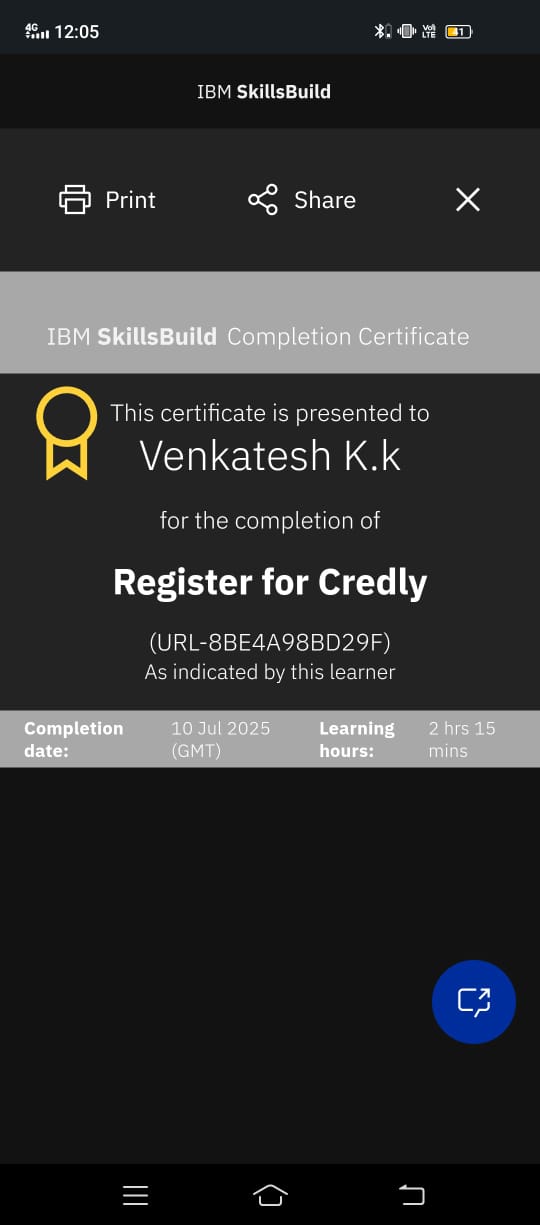 4G 12:05 VoI) LTE 41
IBM SkillsBuild
Print Share
IBM SkillsBuild Completion Certificate
This certificate is presented to
Venkatesh K.k
for the completion of
Register for Credly
(URL-8BE4A98BD29F)
As indicated by this learner
Completion date: 10 Jul 2025 (GMT) Learning hours: 2 hrs 15 mins